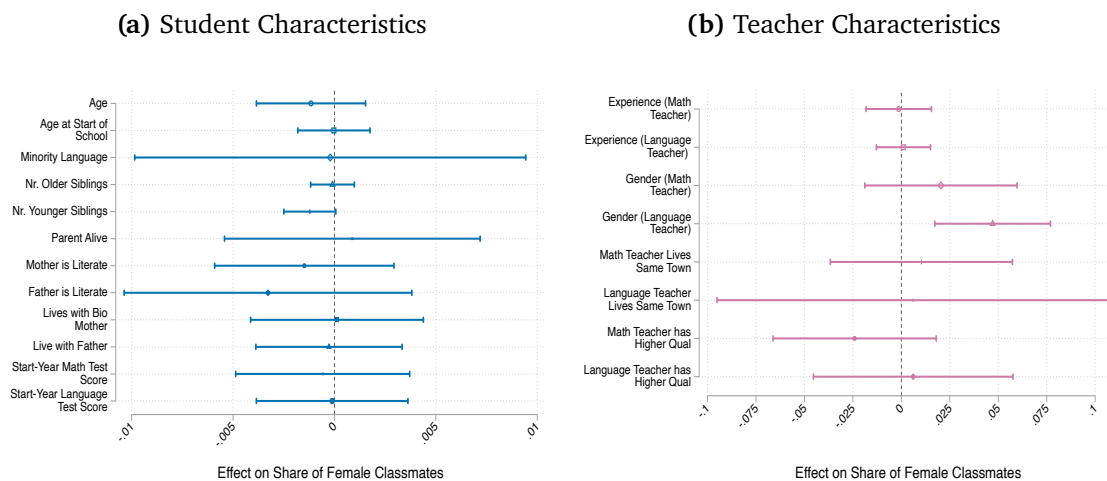 (a) Student Characteristics
Age
Age at Start of
School
Minority Language
Nr. Older Siblings
Nr. Younger Siblings
Parent Alive
Mother is Literate
Father is Literate
Lives with Bio
Mother
Live with Father
Start-Year Math Test
Score
Start-Year Language
Test Score
-.01
-.005
0
.005
.01
Effect on Share of Female Classmates
(b) Teacher Characteristics
Experience (Math
Teacher)
Experience (Language
Teacher)
Gender (Math
Teacher)
Gender (Language
Teacher)
Math Teacher Lives
Same Town
Language Teacher
Lives Same Town
Math Teacher has
Higher Qual
Language Teacher has
Higher Qual
-.1
-.075
-.05
-.025
0
.025
.05
.075
.1
Effect on Share of Female Classmates